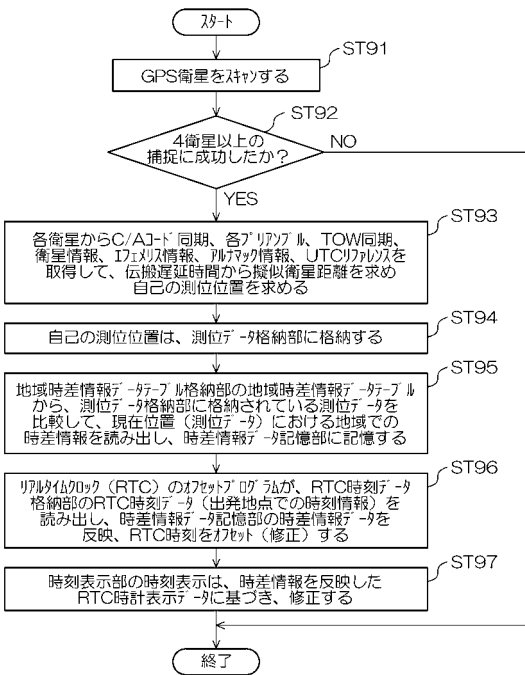 スタート
ST91
GPS衛星をスキャンする
ST92
4衛星以上の
捕捉に成功したか？
NO
YES
ST93
各衛星からC/Aコード同期、各プリアンブル、TOW同期、
衛星情報、エフェメリス情報、アルナマック情報、UTCリファレンスを
取得して、伝搬遅延時間から擬似衛星距離を求め
自己の測位位置を求める
ST94
自己の測位位置は、測位データ格納部に格納する
ST95
地域時差情報データテーブル格納部の地域時差情報データテーブル
から、測位データ格納部に格納されている測位データを
比較して、現在位置（測位データ）における地域での
時差情報を読み出し、時差情報データ記憶部に記憶する
ST96
リアルタイムクロック（RTC）のオフセットプログラムが、RTC時刻データ
格納部のRTC時刻データ（出発地点での時刻情報）を
読み出し、時差情報データ記憶部の時差情報データを
反映、RTC時刻をオフセット（修正）する
ST97
時刻表示部の時刻表示は、時差情報を反映した
RTC時計表示データに基づき、修正する
終了